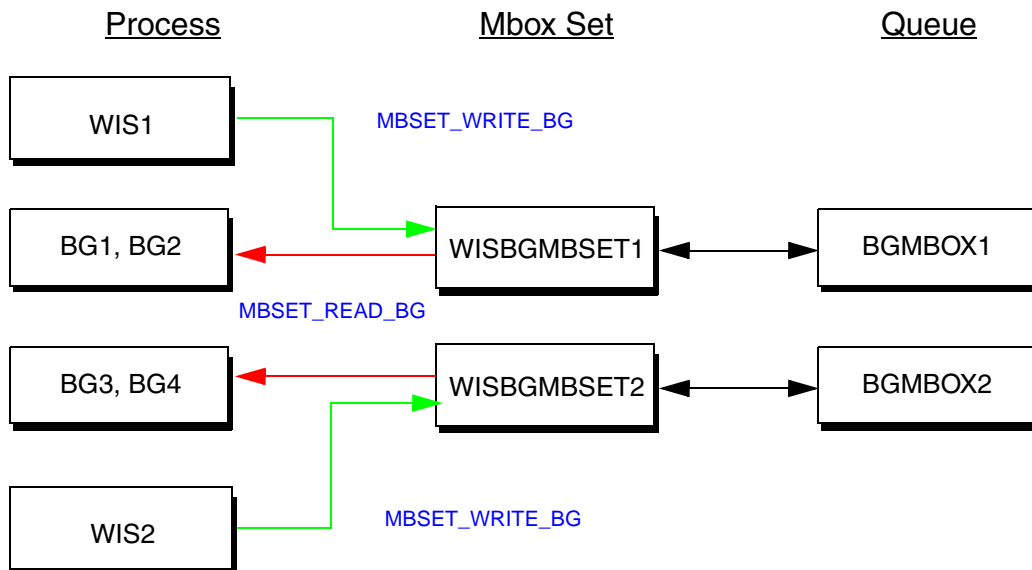 Process Mbox Set Queue
WIS1
MBSET_WRITE_BG
BG1, BG2
WISBGMBSET1
BGMBOX1
MBSET_READ_BG
BG3, BG4
WISBGMBSET2
BGMBOX2
WIS2
MBSET_WRITE_BG